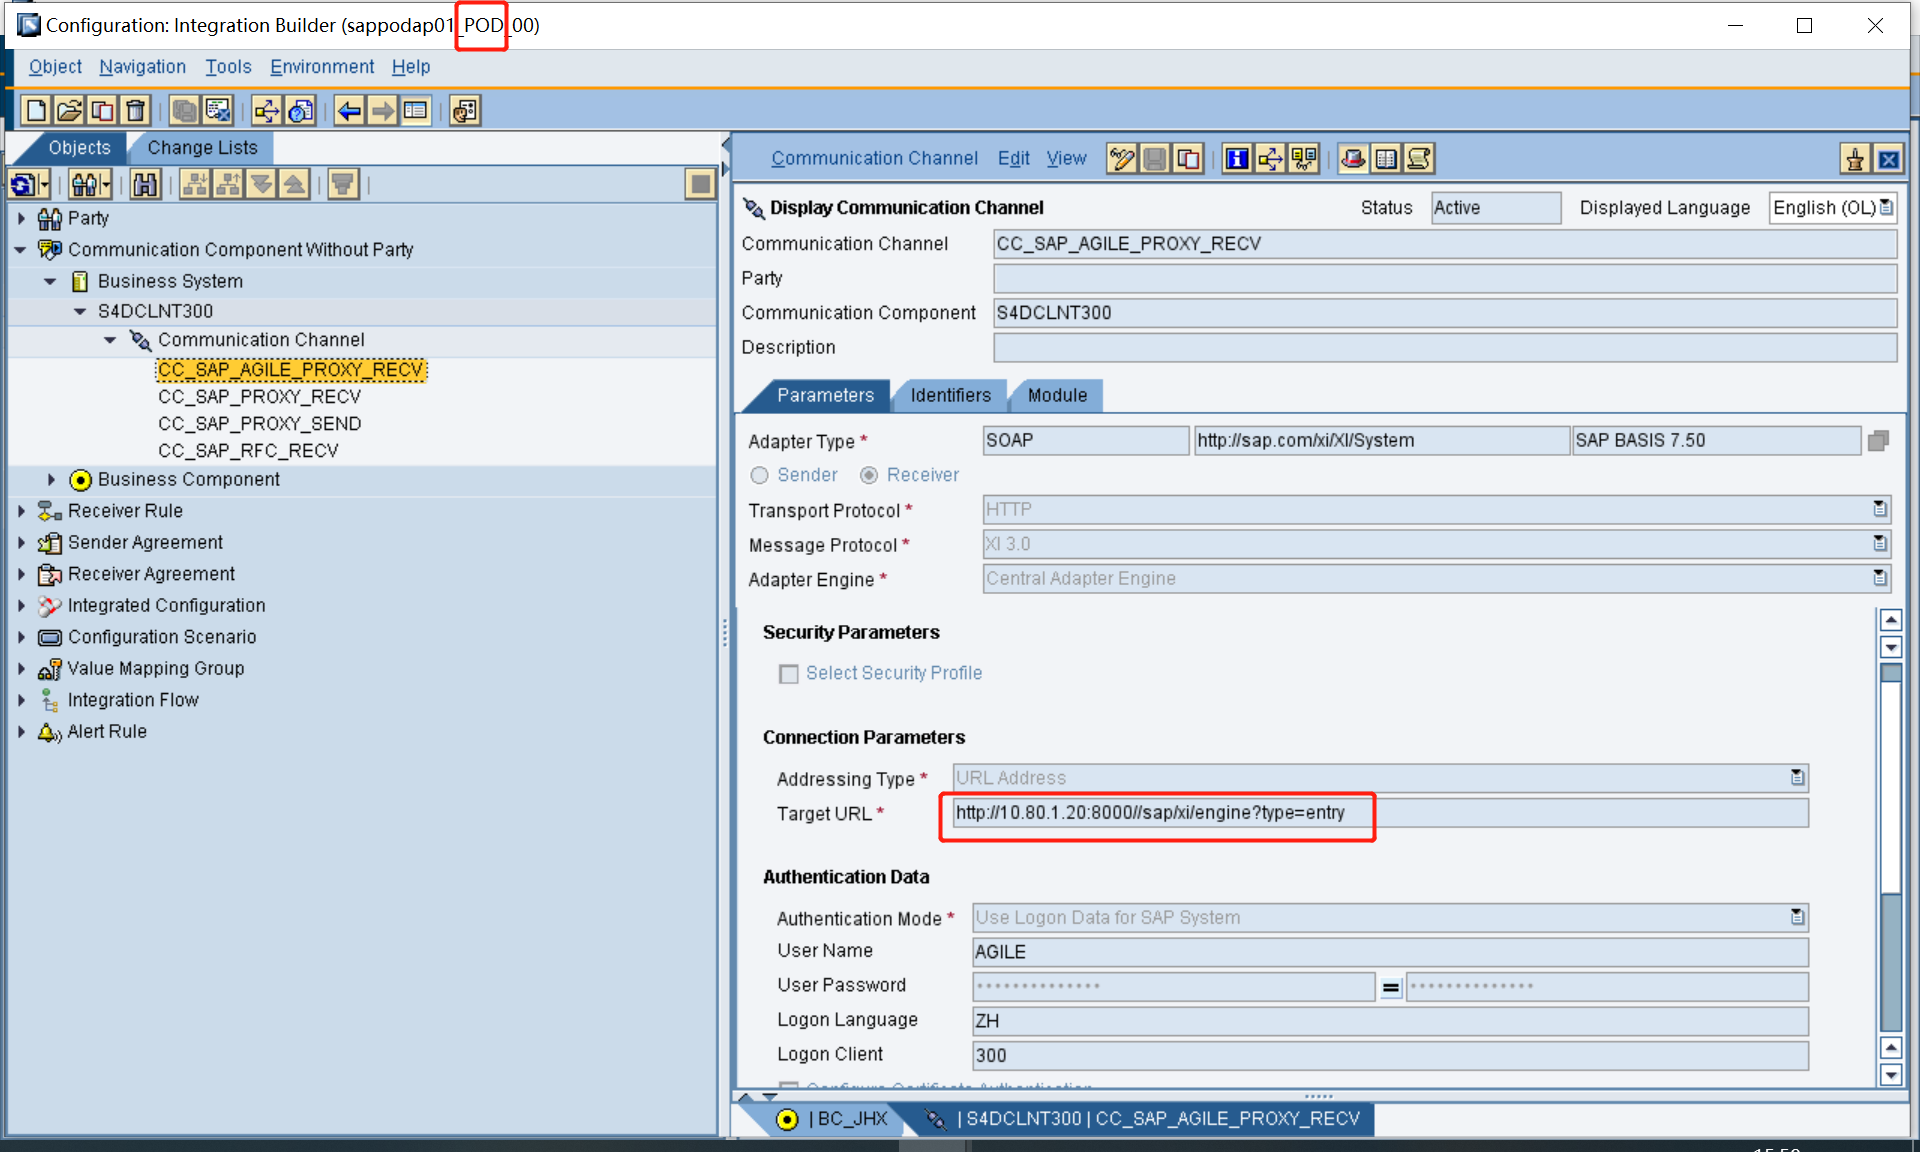 Configuration: Integration Builder (sappodap01_POD_00)
Object Navigation Tools Environment Help
Objects Change Lists
Party
Communication Component Without Party
Business System
S4DCLNT300
Communication Channel
CC_SAP_AGILE_PROXY_RECV
CC_SAP_PROXY_RECV
CC_SAP_PROXY_SEND
CC_SAP_RFC_RECV
Business Component
Receiver Rule
Sender Agreement
Receiver Agreement
Integrated Configuration
Configuration Scenario
Value Mapping Group
Integration Flow
Alert Rule
Communication Channel Edit View
Display Communication Channel Status Active Displayed Language English (OL)
Communication Channel CC_SAP_AGILE_PROXY_RECV
Party
Communication Component S4DCLNT300
Description
Parameters Identifiers Module
Adapter Type * SOAP http://sap.com/xi/XI/System SAP BASIS 7.50
Sender Receiver
Transport Protocol * HTTP
Message Protocol * XI 3.0
Adapter Engine * Central Adapter Engine
Security Parameters
Select Security Profile
Connection Parameters
Addressing Type * URL Address
Target URL * http://10.80.1.20:8000//sap/xi/engine?type=entry
Authentication Data
Authentication Mode * Use Logon Data for SAP System
User Name AGILE
User Password
Logon Language ZH
Logon Client 300
Configure Certificate Authentication
| BC_JHX | S4DCLNT300 | CC_SAP_AGILE_PROXY_RECV